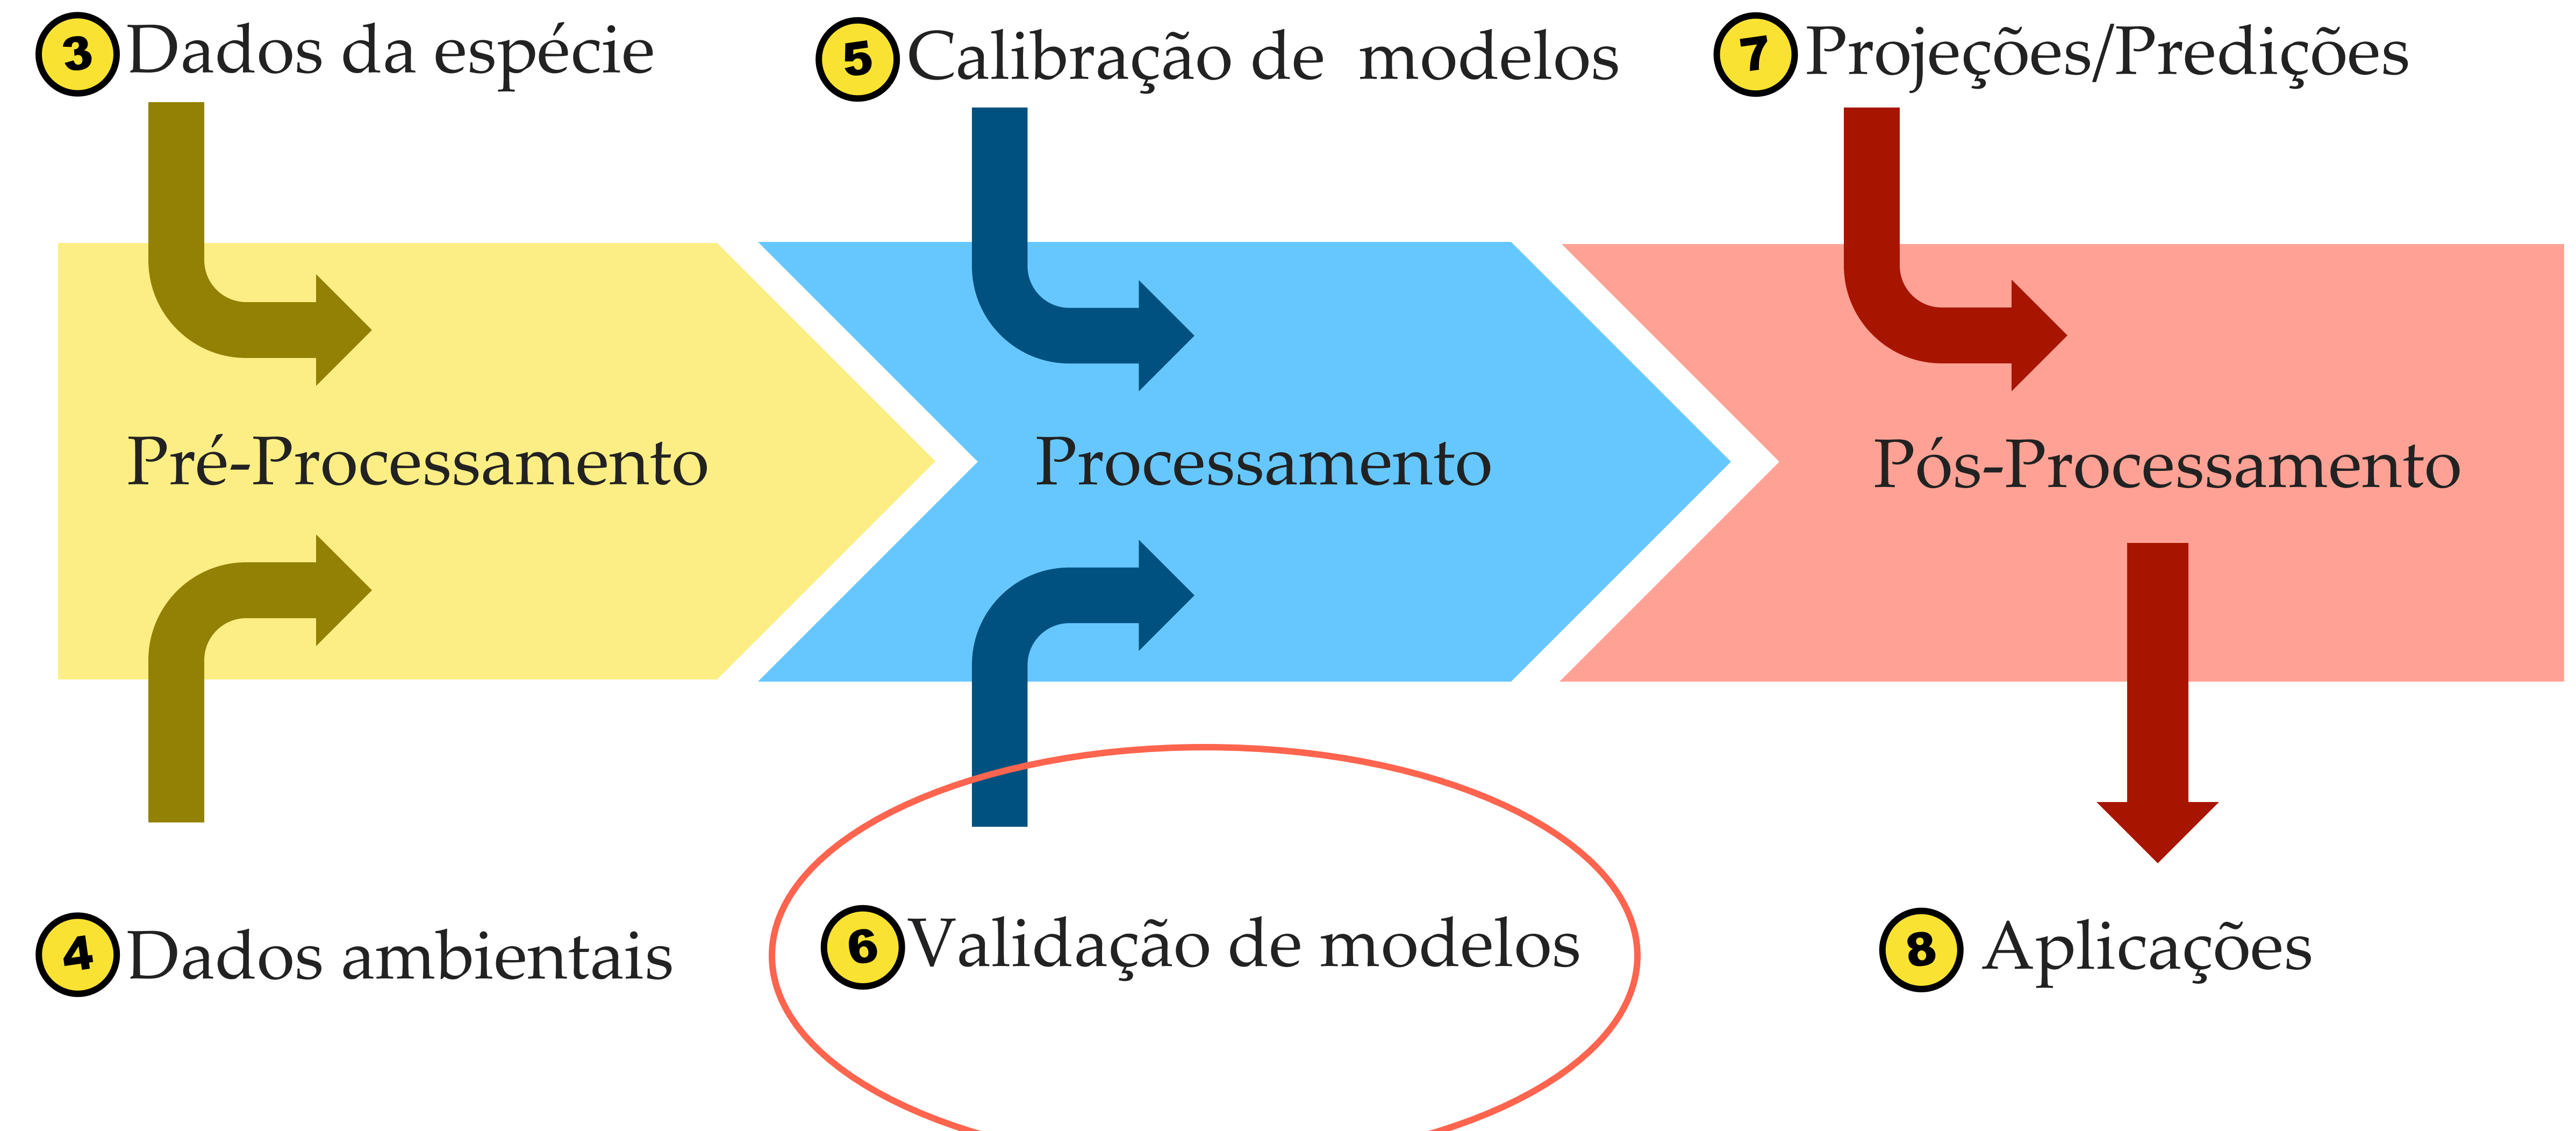 3 Dados da espécie
5 Calibração de modelos
7 Projeções/Predições
Pré-Processamento
Processamento
Pós-Processamento
4 Dados ambientais
6 Validação de modelos
8 Aplicações